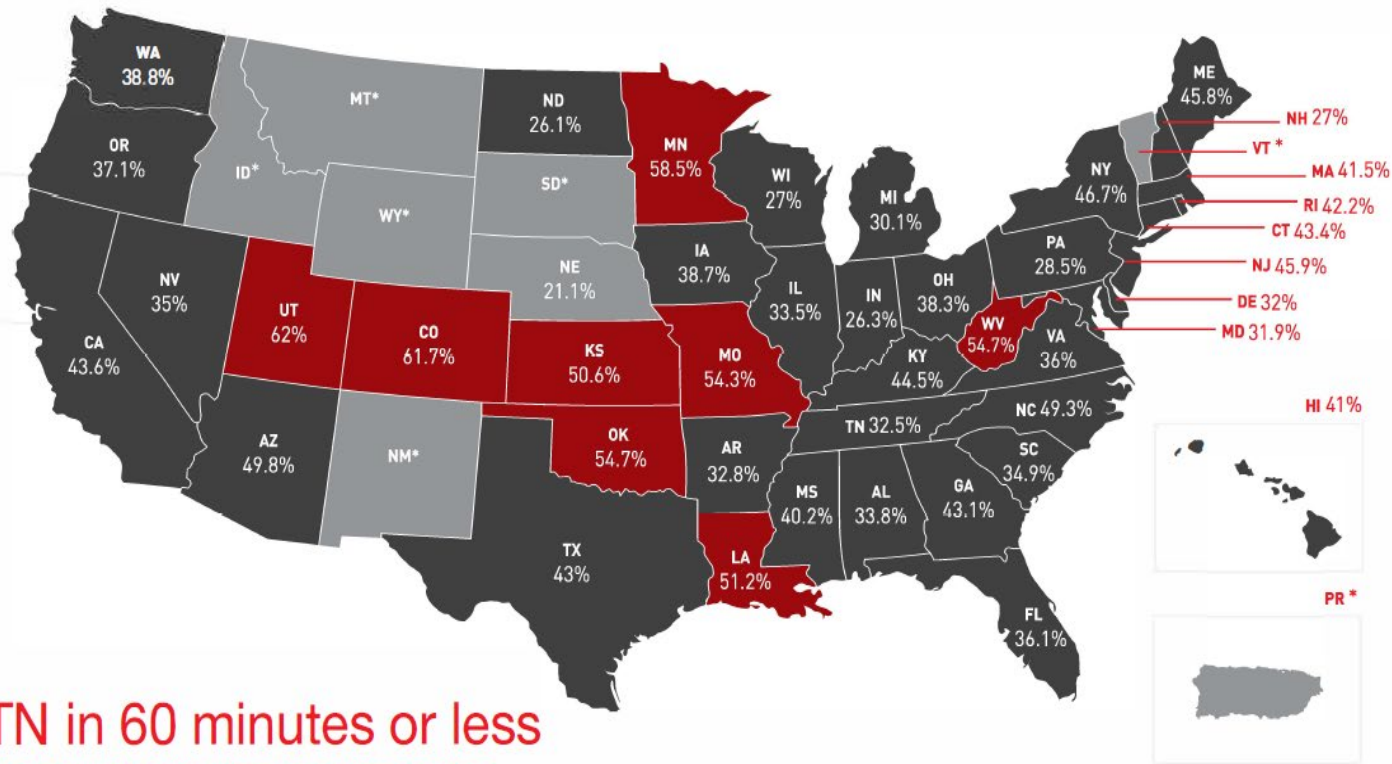 WA
38.8%
OR
37.1%
CA
43.6%
NV
35%
ID*
MT*
WY*
UT
62%
AZ
49.8%
CO
61.7%
NM*
ND
26.1%
SD*
NE
21.1%
KS
50.6%
OK
54.7%
TX
43%
MN
58.5%
IA
38.7%
MO
54.3%
AR
32.8%
LA
51.2%
WI
27%
IL
33.5%
MI
30.1%
IN
26.3%
OH
38.3%
KY
44.5%
TN 32.5%
MS
40.2%
AL
33.8%
GA
43.1%
FL
36.1%
SC
34.9%
NC 49.3%
VA
36%
WV
54.7%
PA
28.5%
NY
46.7%
ME
45.8%
NH 27%
VT *
MA 41.5%
RI 42.2%
CT 43.4%
NJ 45.9%
DE 32%
MD 31.9%
HI 41%
PR *
TN in 60 minutes or less